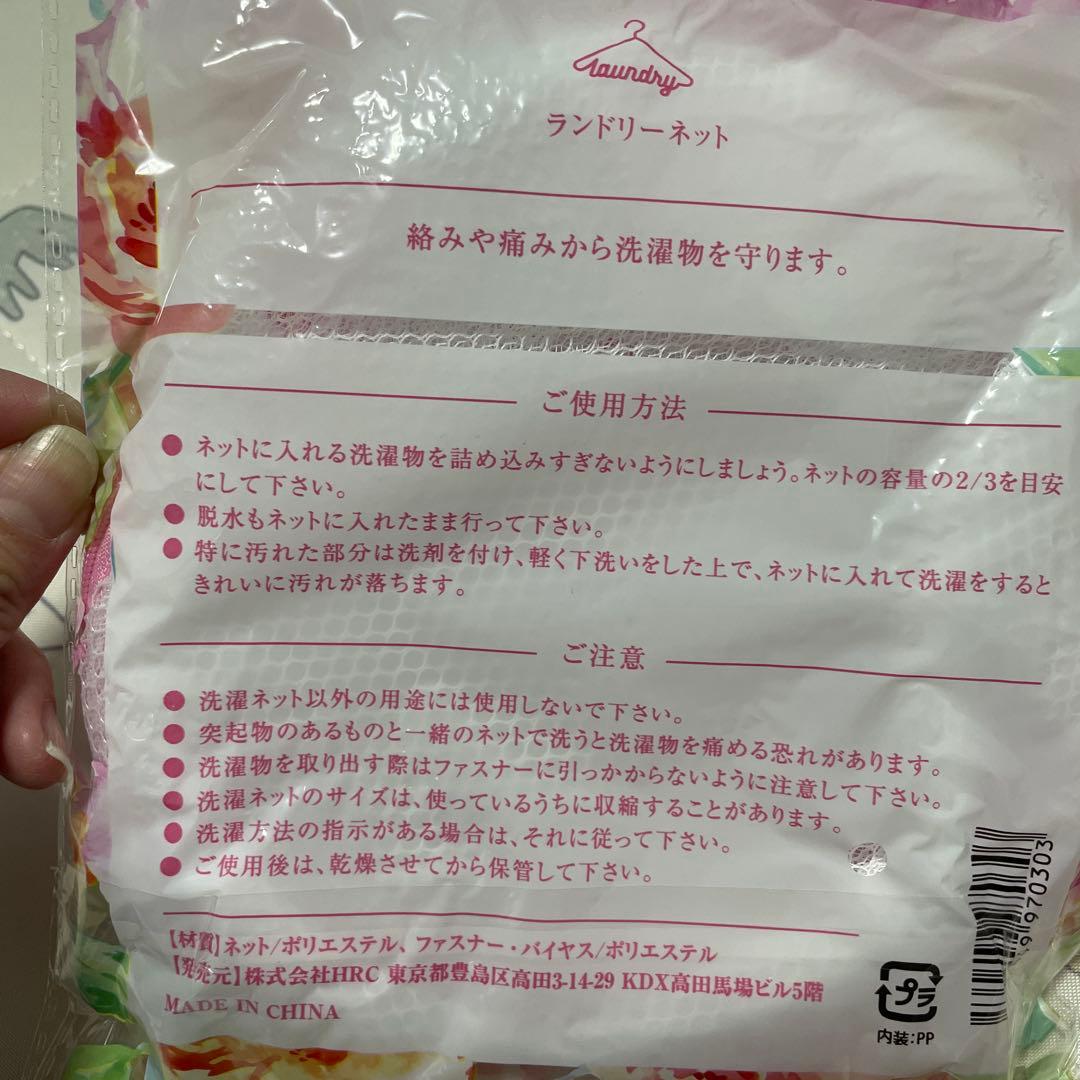 laundry
ランドリーネット
絡みや痛みから洗濯物を守ります。
ご使用方法
● ネットに入れる洗濯物を詰め込みすぎないようにしましょう。ネットの容量の2/3を目安
にして下さい。
● 脱水もネットに入れたまま行って下さい。
● 特に汚れた部分は洗剤を付け、軽く下洗いをした上で、ネットに入れて洗濯をすると
きれいに汚れが落ちます。
ご注意
● 洗濯ネット以外の用途には使用しないで下さい。
● 突起物のあるものと一緒のネットで洗うと洗濯物を痛める恐れがあります。
● 洗濯物を取り出す際はファスナーに引っかからないように注意して下さい。
● 洗濯ネットのサイズは、使っているうちに収縮することがあります。
● 洗濯方法の指示がある場合は、それに従って下さい。
● ご使用後は、乾燥させてから保管して下さい。
【材質】ネット/ポリエステル、ファスナー・バイヤス/ポリエステル
【発売元】株式会社HRC 東京都豊島区高田3-14-29 KDX高田馬場ビル5階
MADE IN CHINA
プラ
内装:PP
970303